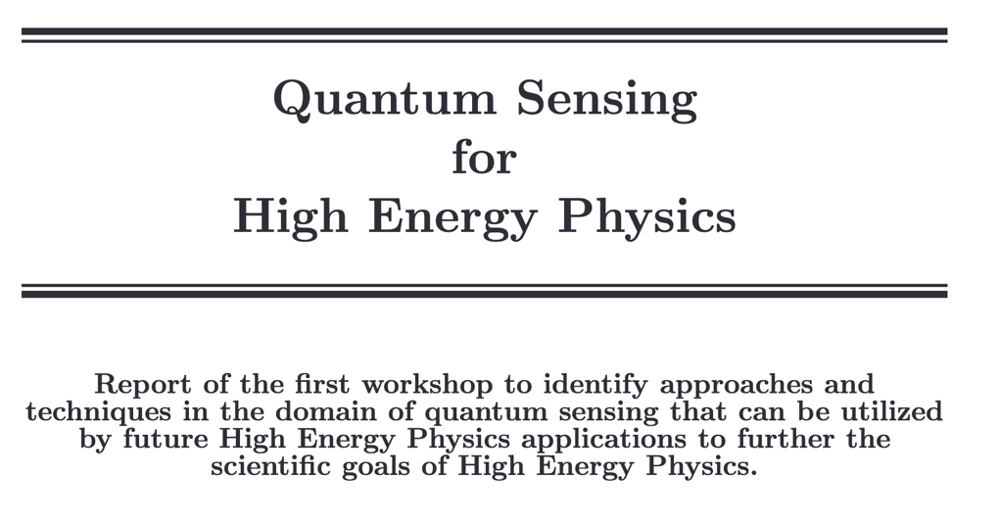 Quantum Sensing
for
High Energy Physics
Report of the first workshop to identify approaches and
techniques in the domain of quantum sensing that can be utilized
by future High Energy Physics applications to further the
scientific goals of High Energy Physics.